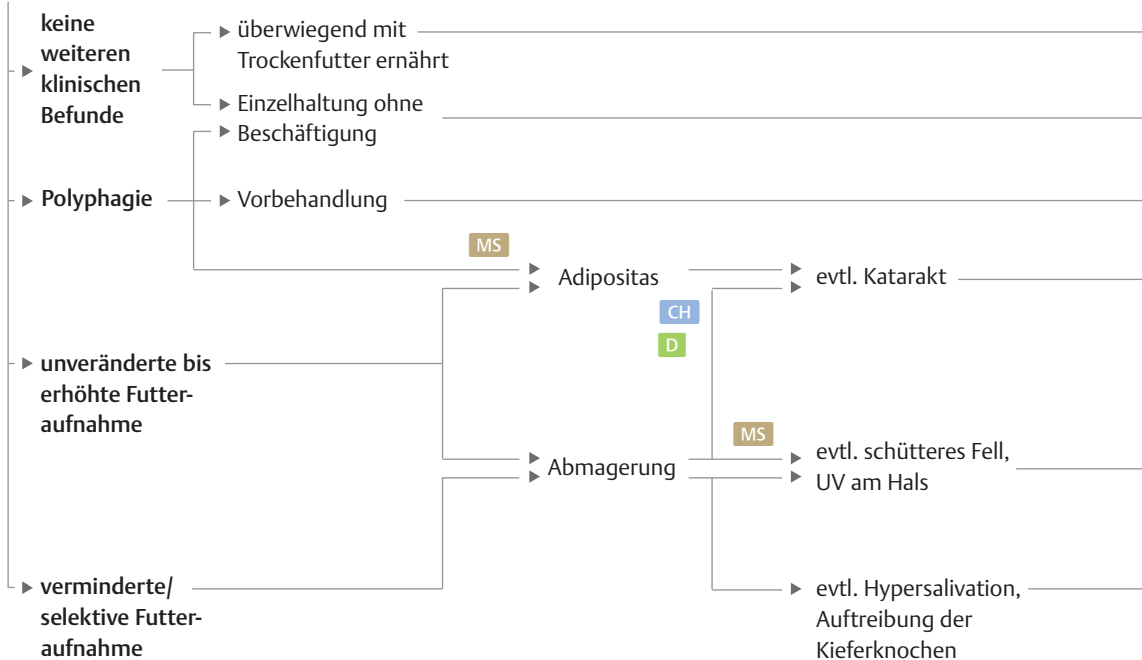 keine
weiteren
klinischen
Befunde
überwiegend mit
Trockenfutter ernährt
Einzelhaltung ohne
Beschäftigung
Polyphagie
Vorbehandlung
MS
Adipositas
evtl. Katarakt
CH
D
unveränderte bis
erhöhte Futter-
aufnahme
MS
Abmagerung
evtl. schütteres Fell,
UV am Hals
verminderte/
selektive Futter-
aufnahme
evtl. Hypersalivation,
Auftreibung der
Kieferknochen